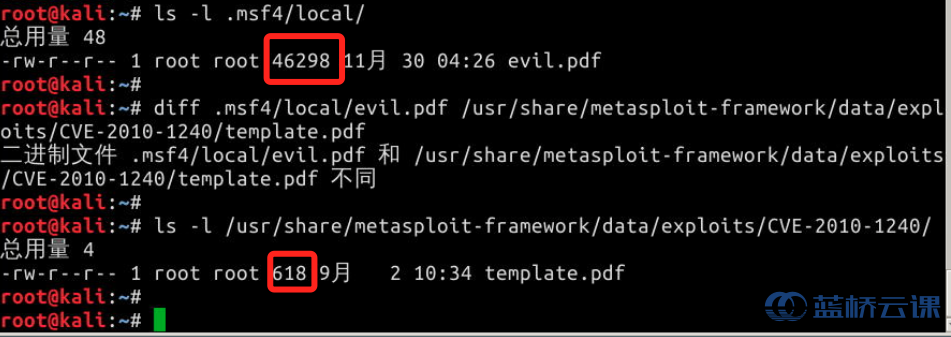 root@kali:~# ls -l .msf4/local/
总用量 48
-rw-r--r-- 1 root root 46298 11月 30 04:26 evil.pdf
root@kali:~#
root@kali:~# diff .msf4/local/evil.pdf /usr/share/metasploit-framework/data/expl
oits/CVE-2010-1240/template.pdf
二进制文件 .msf4/local/evil.pdf 和 /usr/share/metasploit-framework/data/exploits
/CVE-2010-1240/template.pdf 不同
root@kali:~#
root@kali:~# ls -l /usr/share/metasploit-framework/data/exploits/CVE-2010-1240/
总用量 4
-rw-r--r-- 1 root root 618 9月   2 10:34 template.pdf
root@kali:~#
root@kali:~#
蓝桥云课